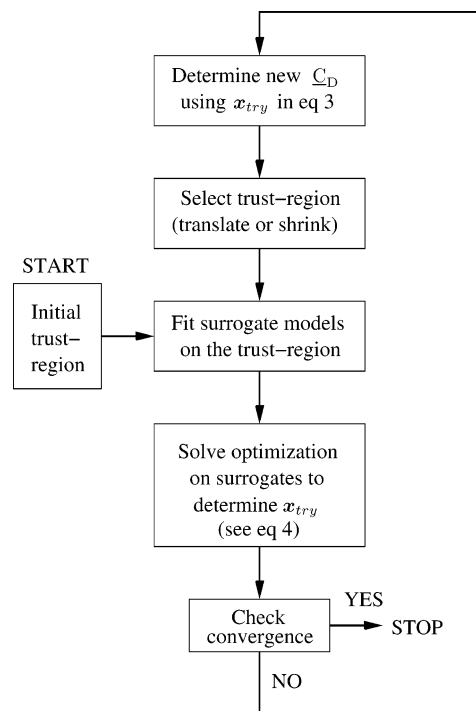 Determine new C_D
using x_try in eq 3
Select trust−region
(translate or shrink)
START
Initial
trust−
region
Fit surrogate models
on the trust−region
Solve optimization
on surrogates to
determine x_try
(see eq 4)
Check
convergence
YES
STOP
NO